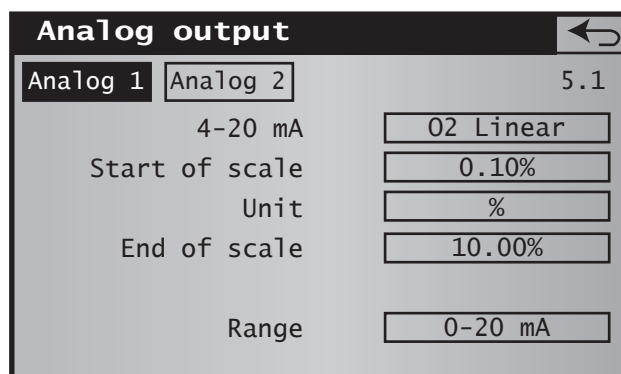 Analog output
Analog 1 Analog 2 5.1
4-20 mA O2 Linear
Start of scale 0.10%
Unit %
End of scale 10.00%
Range 0-20 mA